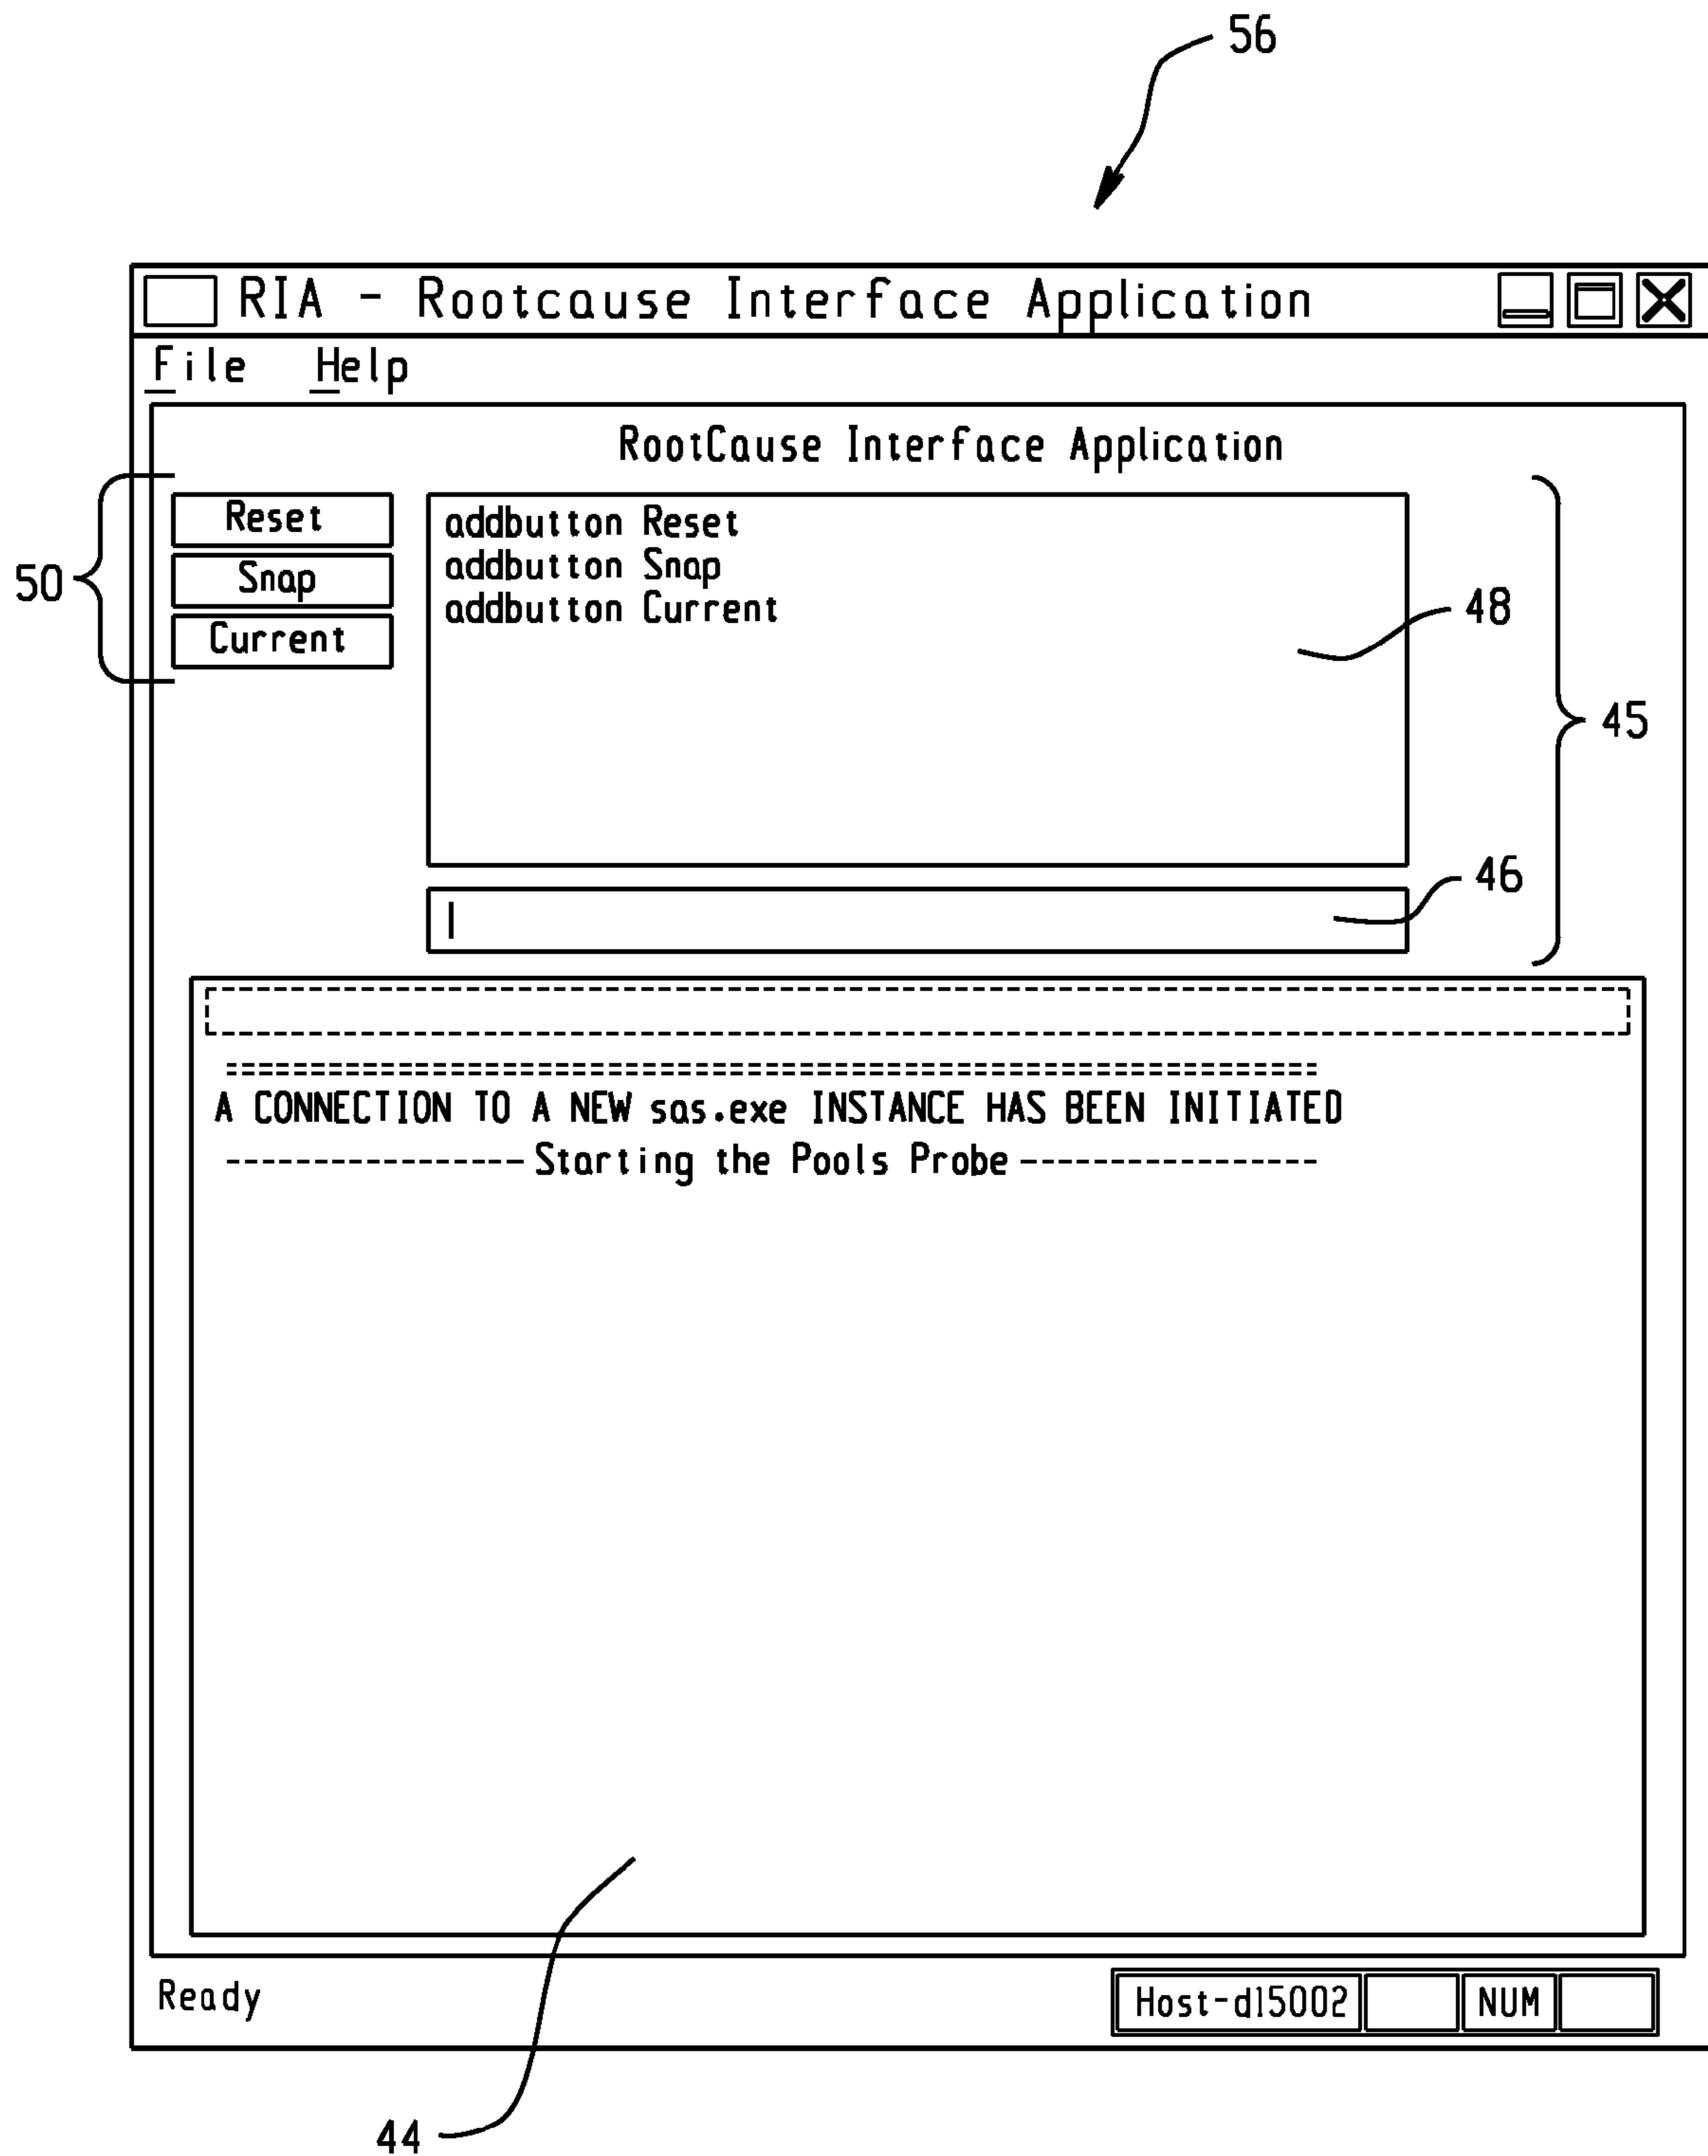 56
RIA - Rootcause Interface Application
File Help
RootCause Interface Application
50
Reset
Snap
Current
addbutton Reset
addbutton Snap
addbutton Current
48
45
46
A CONNECTION TO A NEW sas.exe INSTANCE HAS BEEN INITIATED
------------------Starting the Pools Probe------------------
Ready
Host-d15002
NUM
44